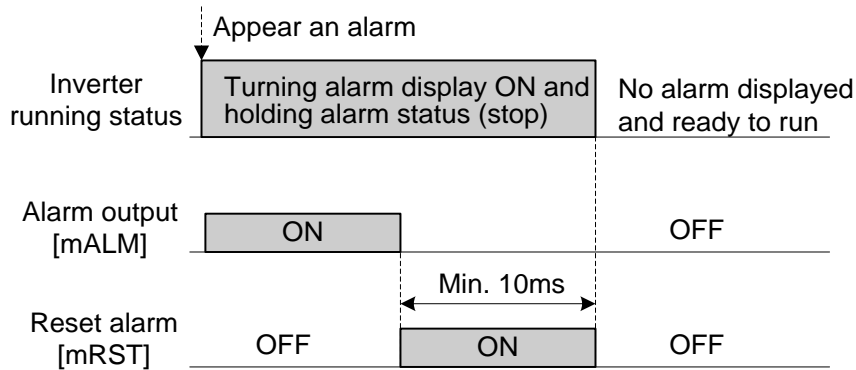 Appear an alarm
Inverter
running status
Turning alarm display ON and
holding alarm status (stop)
No alarm displayed
and ready to run
Alarm output
[mALM]
ON
OFF
Min. 10ms
Reset alarm
[mRST]
OFF
ON
OFF